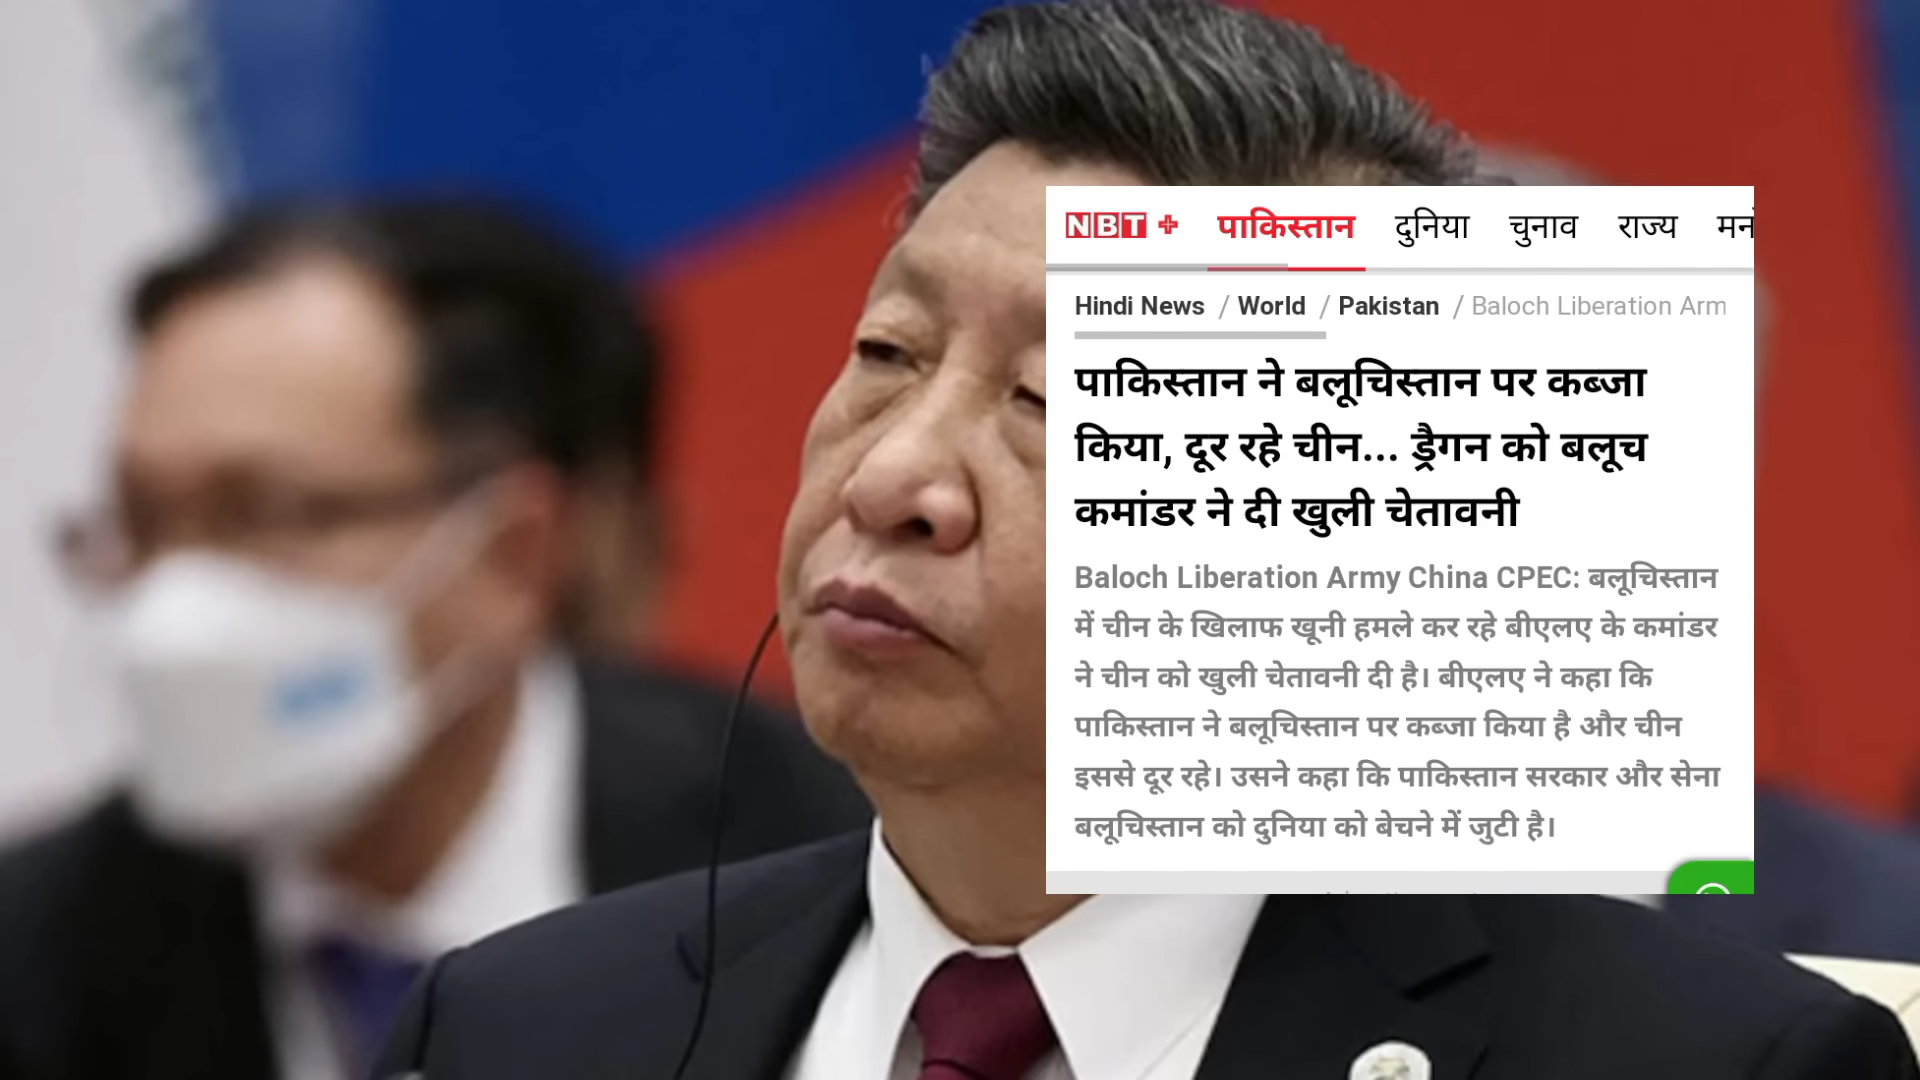 NBT + पाकिस्तान दुनिया चुनाव राज्य
Hindi News / World / Pakistan / Baloch Liberation Arm
पाकिस्तान ने बलूचिस्तान पर कब्जा
किया, दूर रहे चीन... ड्रैगन को बलूच
कमांडर ने दी खुली चेतावनी
Baloch Liberation Army China CPEC: बलूचिस्तान
में चीन के खिलाफ खूनी हमले कर रहे बीएलए के कमांडर
ने चीन को खुली चेतावनी दी है। बीएलए ने कहा कि
पाकिस्तान ने बलूचिस्तान पर कब्जा किया है और चीन
इससे दूर रहे। उसने कहा कि पाकिस्तान सरकार और सेना
बलूचिस्तान को दुनिया को बेचने में जुटी है।